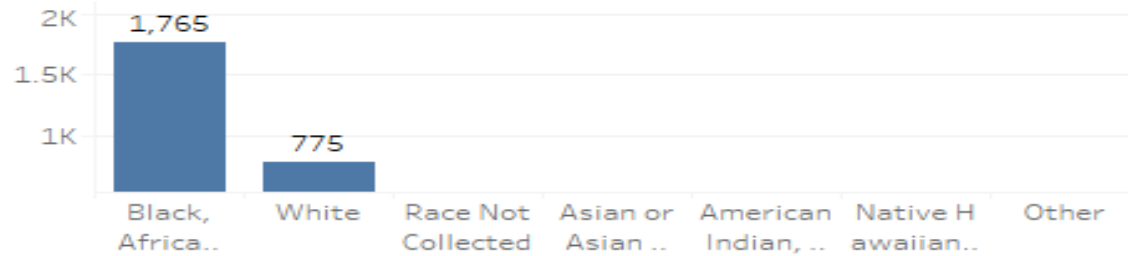 2K
1,765
1.5K
1K
775
Black, Africa..
White
Race Not Collected
Asian or Asian ..
American Indian, ..
Native H awaiian..
Other